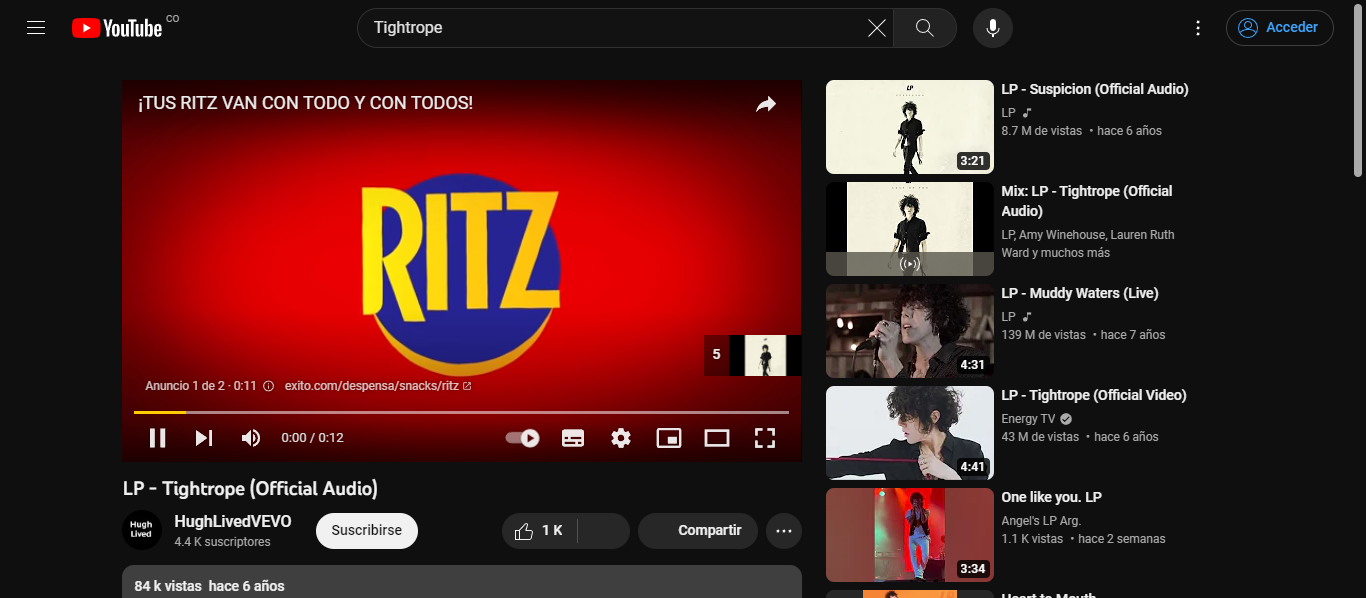 YouTube CO
Tightrope
Acceder
¡TUS RITZ VAN CON TODO Y CON TODOS!
RITZ
5
Anuncio 1 de 2 · 0:11
exito.com/despensa/snacks/ritz
0:00 / 0:12
LP - Tightrope (Official Audio)
Hugh
Lived
HughLivedVEVO
4.4 K suscriptores
Suscribirse
1 K
Compartir
84 k vistas hace 6 años
LP
3:21
LP - Suspicion (Official Audio)
LP
8.7 M de vistas • hace 6 años
Mix: LP - Tightrope (Official
Audio)
LP, Amy Winehouse, Lauren Ruth
Ward y muchos más
4:31
LP - Muddy Waters (Live)
LP
139 M de vistas • hace 7 años
4:41
LP - Tightrope (Official Video)
Energy TV
43 M de vistas • hace 6 años
3:34
One like you. LP
Angel's LP Arg.
1.1 K vistas • hace 2 semanas
Heart to Mouth